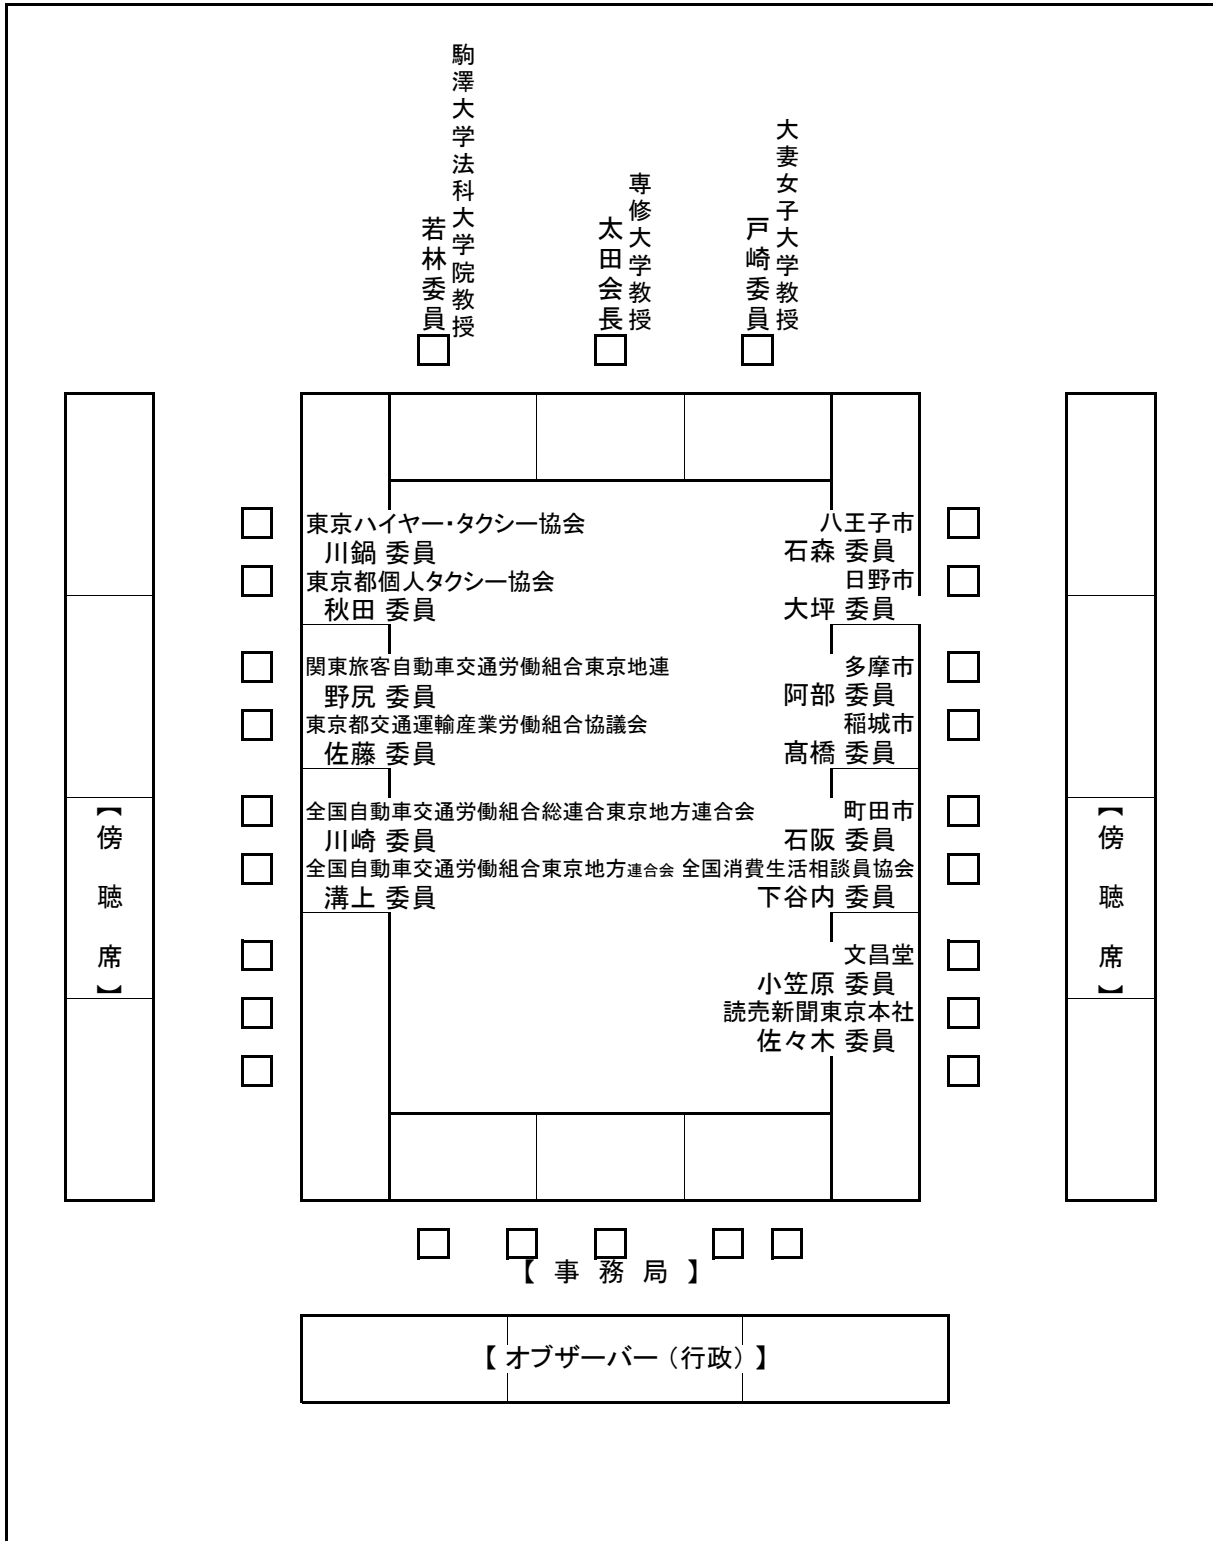 駒澤大学法科大学院教授
若林委員
専修大学教授
太田会長
大妻女子大学教授
戸崎委員
東京ハイヤー・タクシー協会
川鍋 委員
東京都個人タクシー協会
秋田 委員
関東旅客自動車交通労働組合東京地連
野尻 委員
東京都交通運輸産業労働組合協議会
佐藤 委員
全国自動車交通労働組合総連合東京地方連合会
川崎 委員
全国自動車交通労働組合東京地方連合会
溝上 委員
八王子市
石森 委員
日野市
大坪 委員
多摩市
阿部 委員
稲城市
髙橋 委員
町田市
石阪 委員
全国消費生活相談員協会
下谷内 委員
文昌堂
小笠原 委員
読売新聞東京本社
佐々木 委員
【傍聴席】
【傍聴席】
【 事 務 局 】
【 オブザーバー（行政） 】